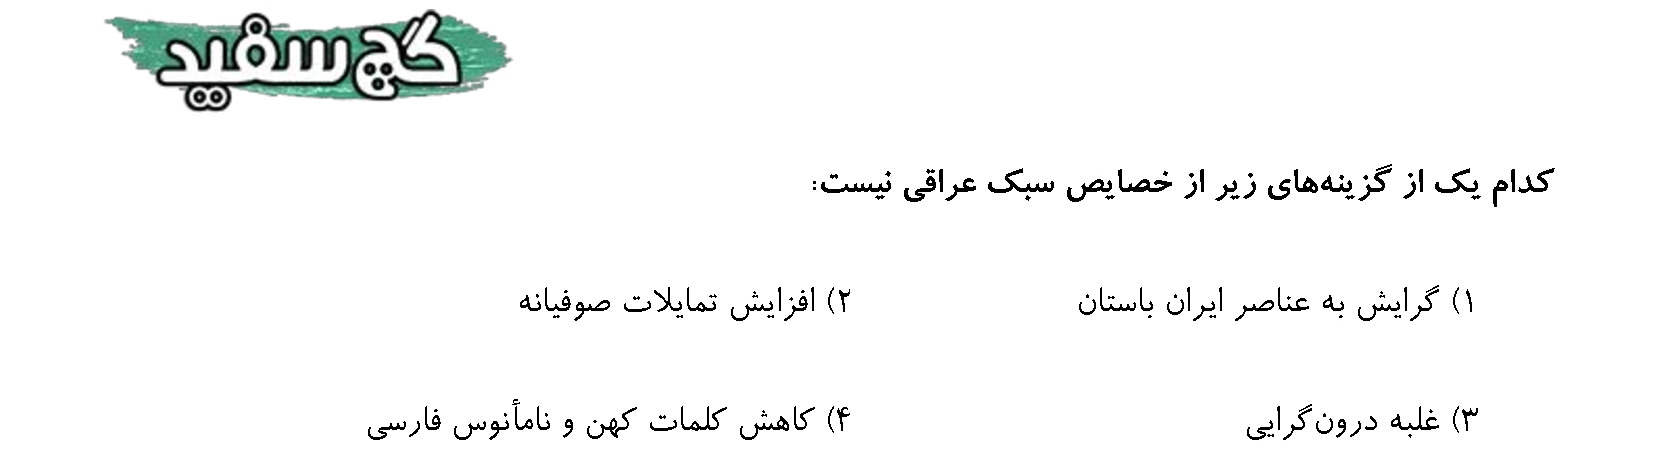 گچ سفید
کدام یک از گزینه‌های زیر از خصایص سبک عراقی نیست:
۱) گرایش به عناصر ایران باستان ۲) افزایش تمایلات صوفیانه
۳) غلبه درون‌گرایی ۴) کاهش کلمات کهن و نامأنوس فارسی